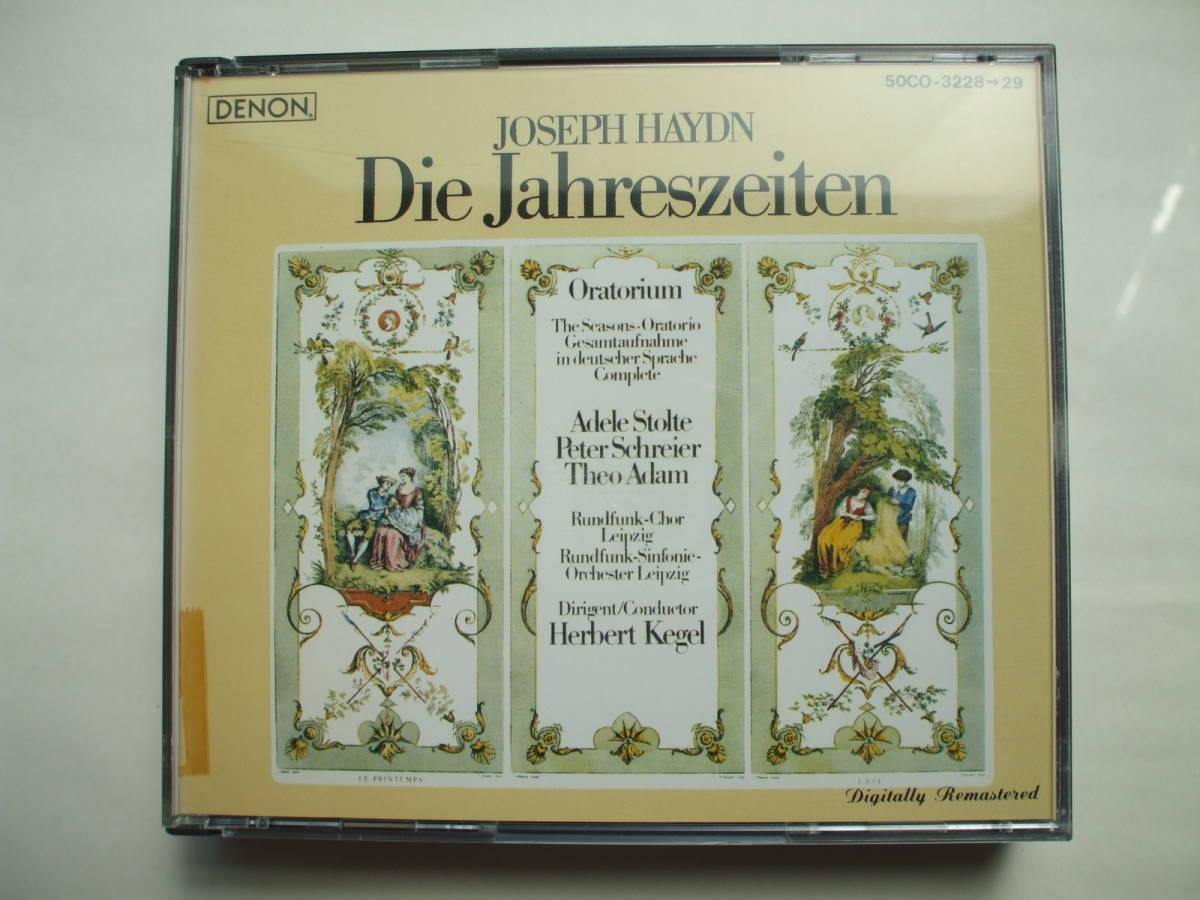 DENON.
50CO-3228→29
JOSEPH HAYDN
Die Jahreszeiten
Oratorium
The Seasons-Oratorio
Gesamtaufnahme
in deutscher Sprache
Complete
Adele Stolte
Peter Schreier
Theo Adam
Rundfunk-Chor
Leipzig
Rundfunk-Sinfonie-
Orchester Leipzig
Dirigent/Conductor
Herbert Kegel
LE PRINTEMPS
Digitally Remastered